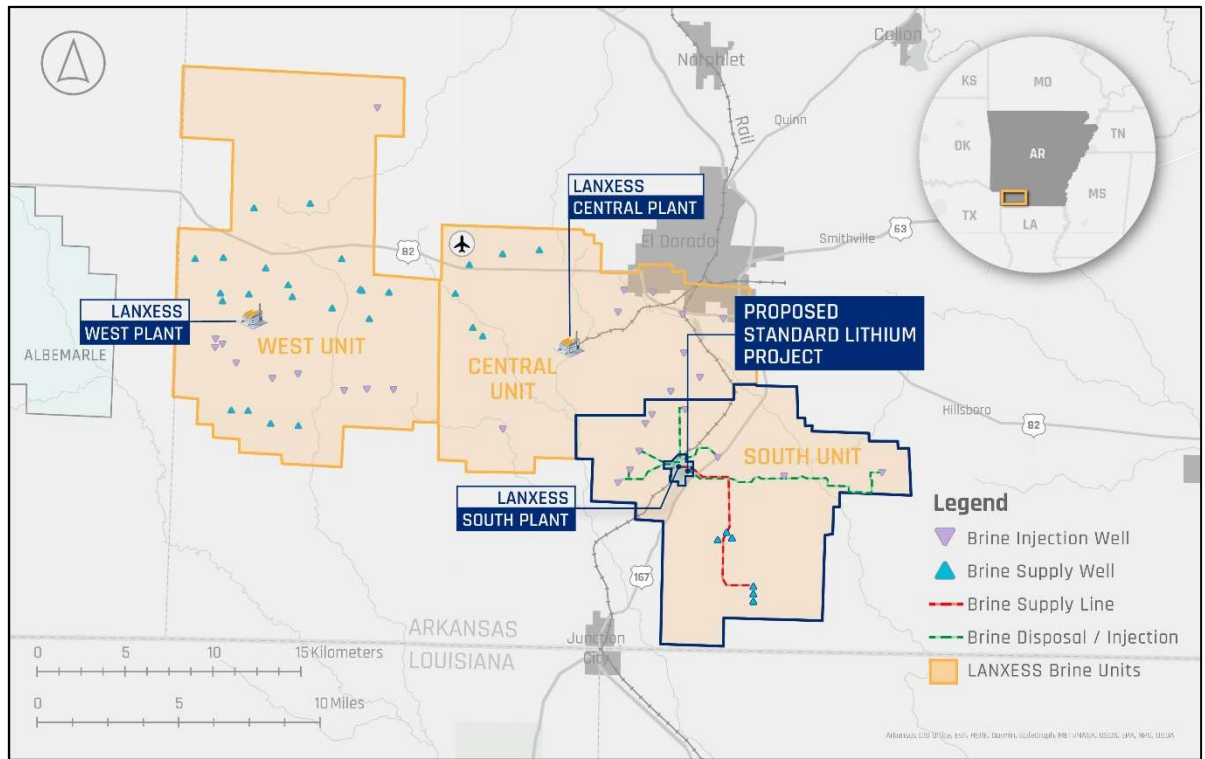 Norphlet
Callon
Rail
Quinn
KS
MO
OK
AR
TN
MS
TX
LA
LANXESS
CENTRAL PLANT
El Dorado
Smithville
63
82
LANXESS
WEST PLANT
ALBEMARLE
WEST UNIT
CENTRAL
UNIT
PROPOSED
STANDARD LITHIUM
PROJECT
Hillsboro
82
SOUTH UNIT
LANXESS
SOUTH PLANT
167
Legend
Brine Injection Well
Brine Supply Well
Brine Supply Line
Brine Disposal / Injection
LANXESS Brine Units
ARKANSAS
LOUISIANA
Junction
City
0 5 10 15 Kilometers
0 5 10 Miles